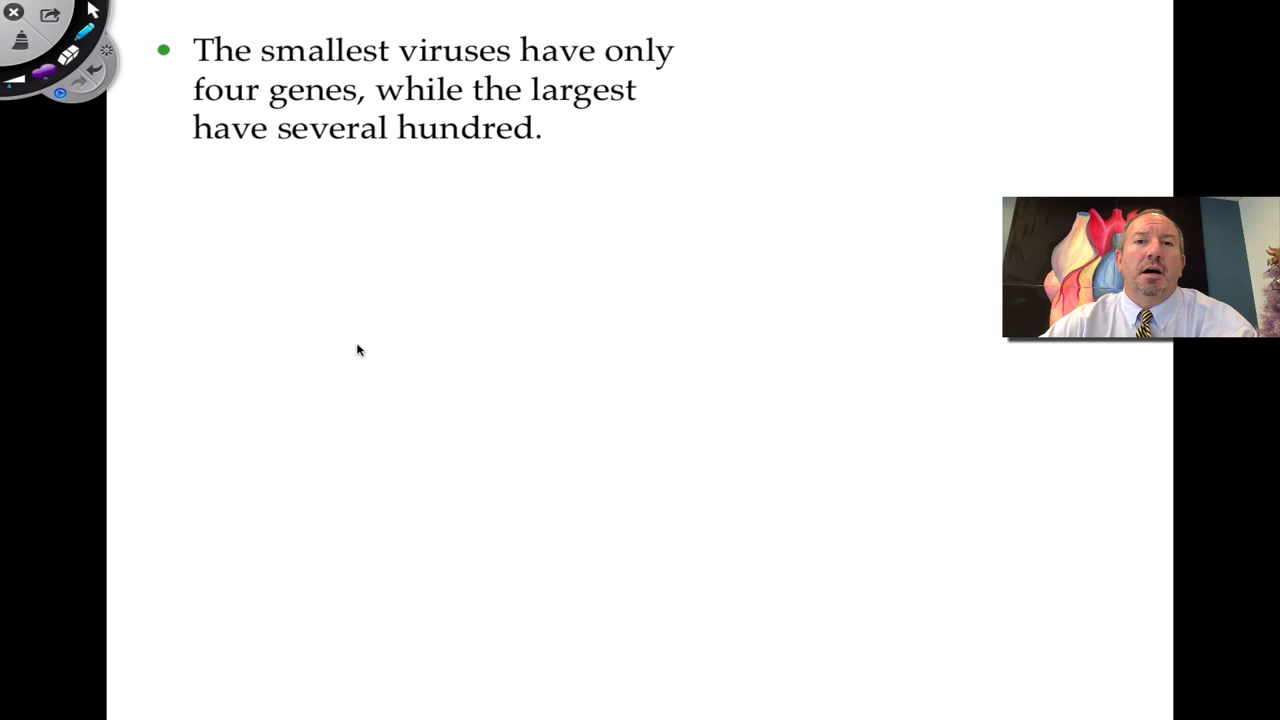 • The smallest viruses have only
four genes, while the largest
have several hundred.